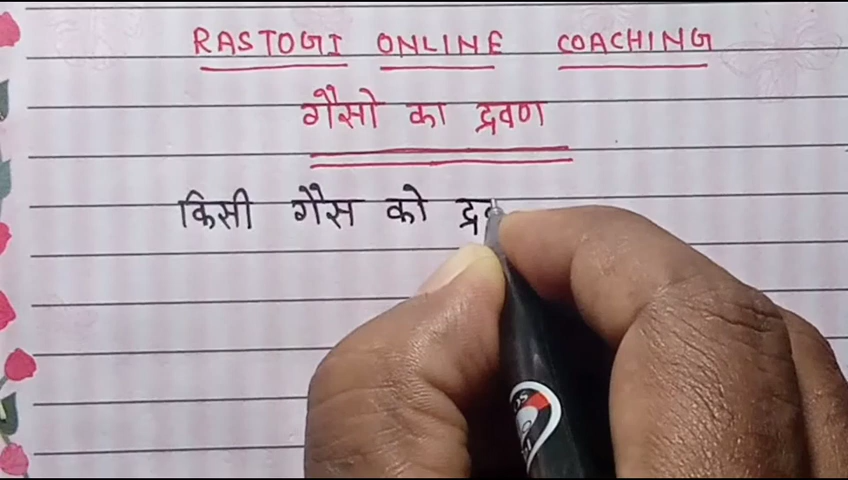 RASTOGI ONLINE COACHING
गैसो का द्रवण
किसी गैस को